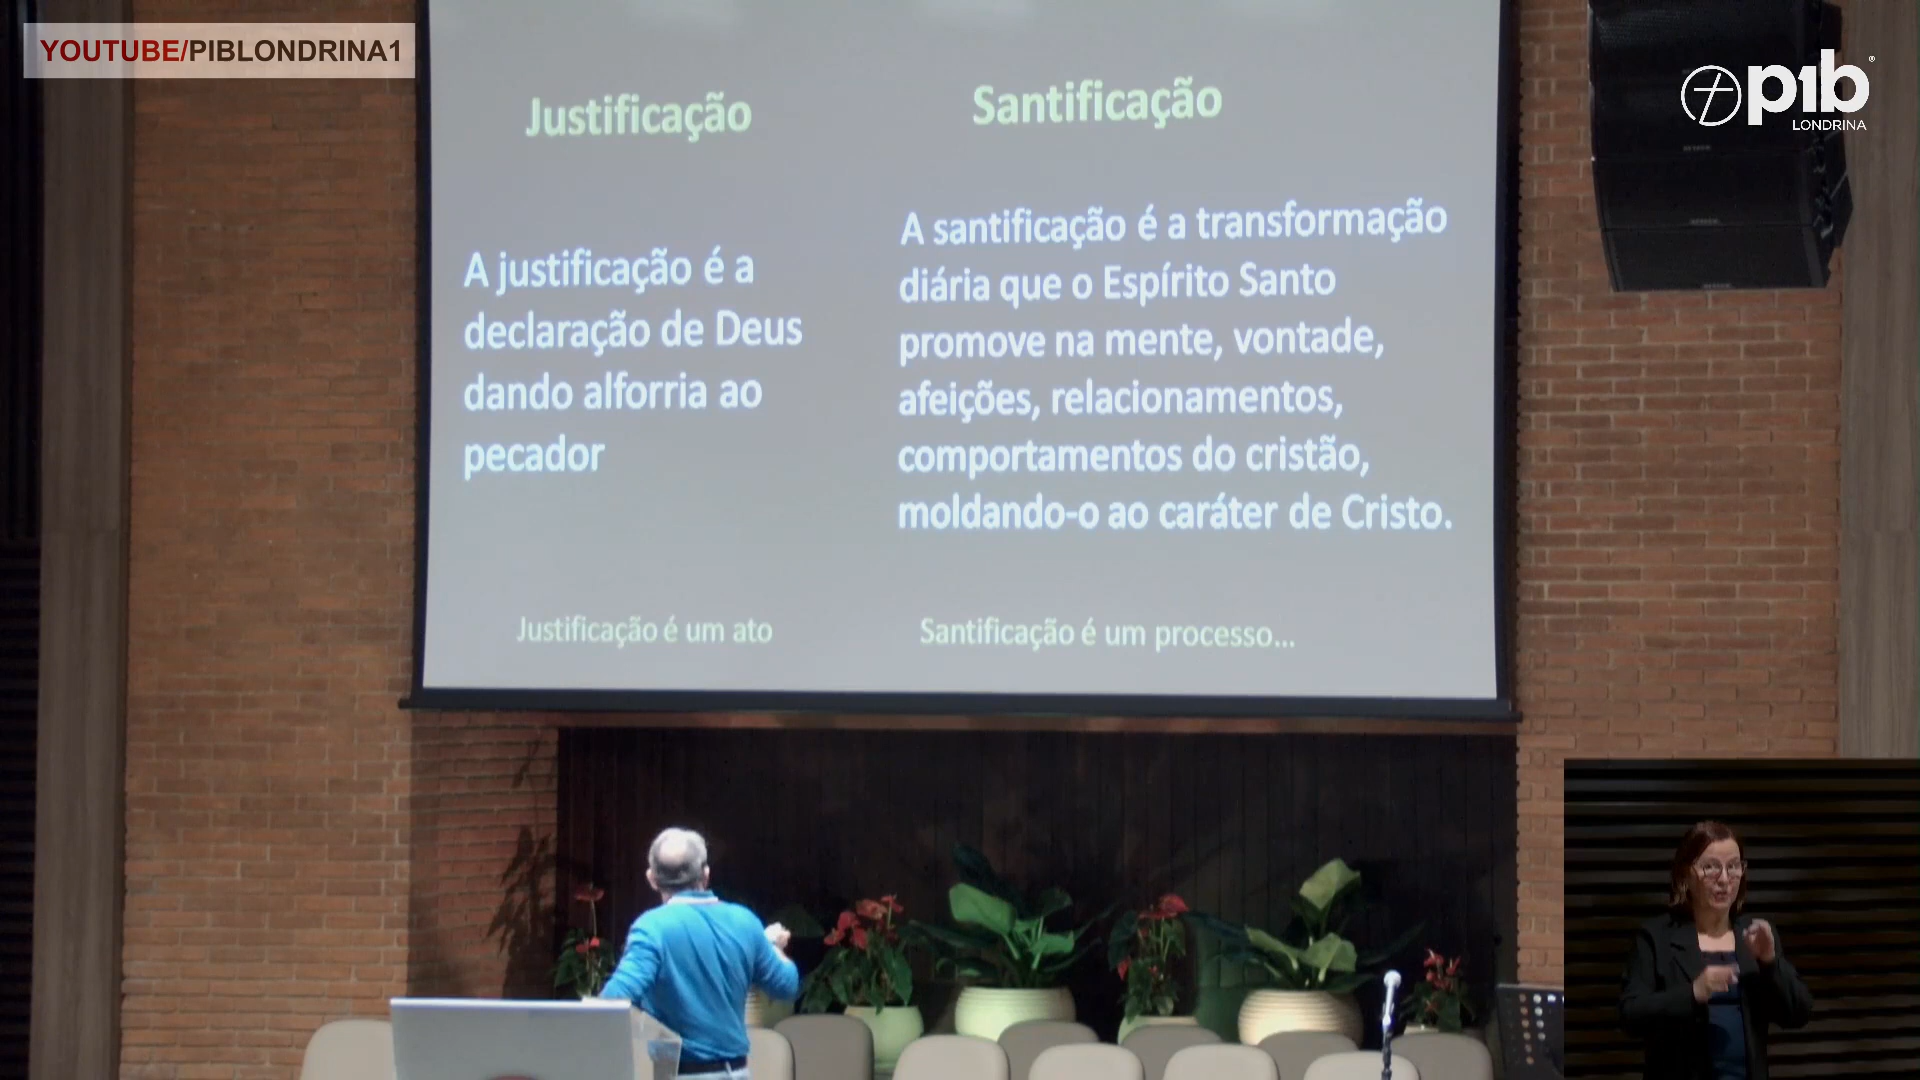 YOUTUBE/PIBLONDRINA1
p1b®
LONDRINA
Justificação
A justificação é a
declaração de Deus
dando alforria ao
pecador
Justificação é um ato
Santificação
A santificação é a transformação
diária que o Espírito Santo
promove na mente, vontade,
afeições, relacionamentos,
comportamentos do cristão,
moldando-o ao caráter de Cristo.
Santificação é um processo...